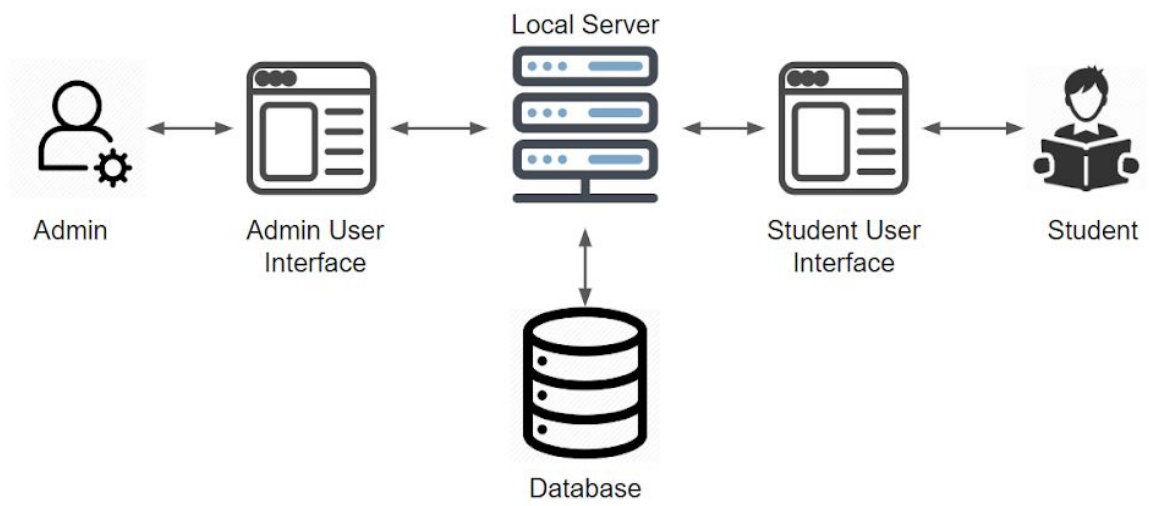 Local Server
Admin
Admin User
Interface
Student User
Interface
Student
Database